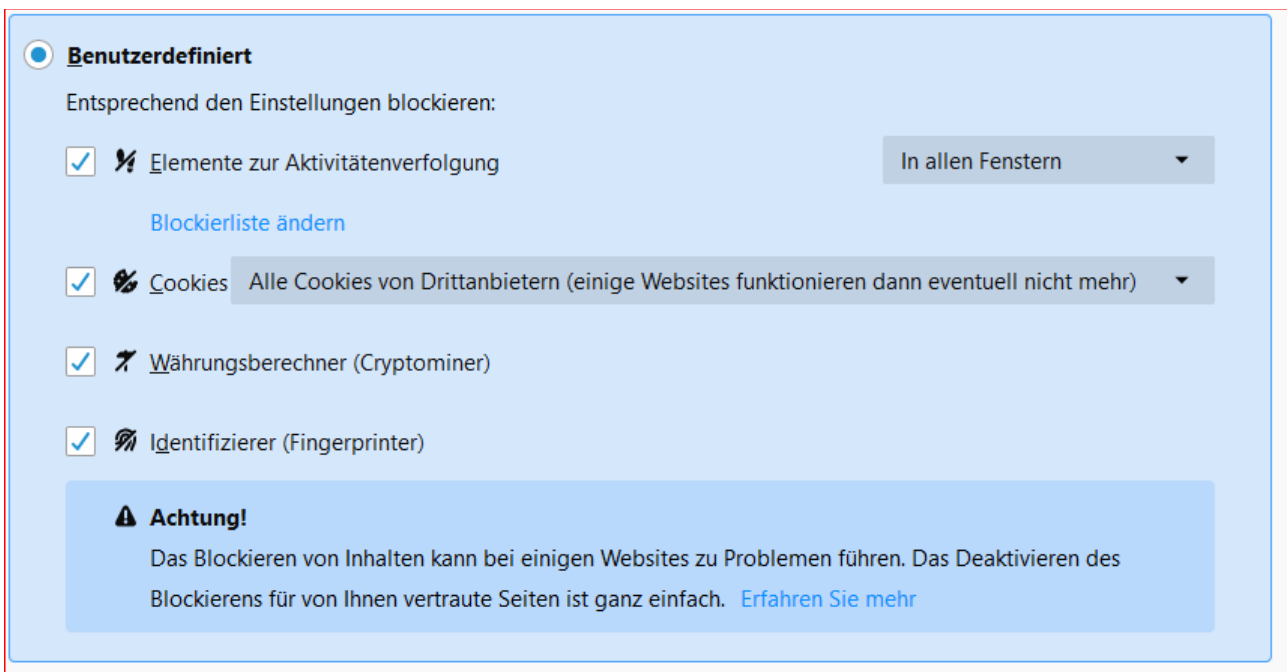 Benutzerdefiniert
Entsprechend den Einstellungen blockieren:
Elemente zur Aktivitätenverfolgung In allen Fenstern
Blockierliste ändern
Cookies Alle Cookies von Drittanbietern (einige Websites funktionieren dann eventuell nicht mehr)
Währungsberechner (Cryptominer)
Identifizierer (Fingerprinter)
Achtung!
Das Blockieren von Inhalten kann bei einigen Websites zu Problemen führen. Das Deaktivieren des
Blockierens für von Ihnen vertraute Seiten ist ganz einfach. Erfahren Sie mehr